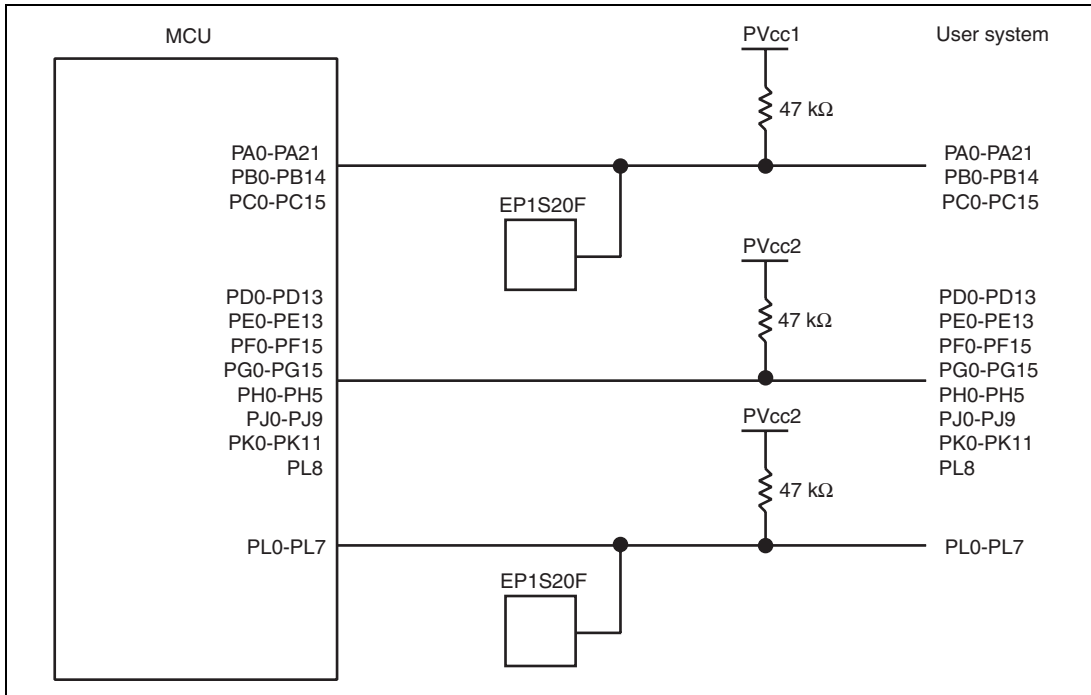 MCU
PVcc1
User system
47 kΩ
PA0-PA21
PB0-PB14
PC0-PC15
PA0-PA21
PB0-PB14
PC0-PC15
EP1S20F
PVcc2
47 kΩ
PD0-PD13
PE0-PE13
PF0-PF15
PG0-PG15
PH0-PH5
PJ0-PJ9
PK0-PK11
PL8
PD0-PD13
PE0-PE13
PF0-PF15
PG0-PG15
PH0-PH5
PJ0-PJ9
PK0-PK11
PL8
PVcc2
47 kΩ
PL0-PL7
PL0-PL7
EP1S20F